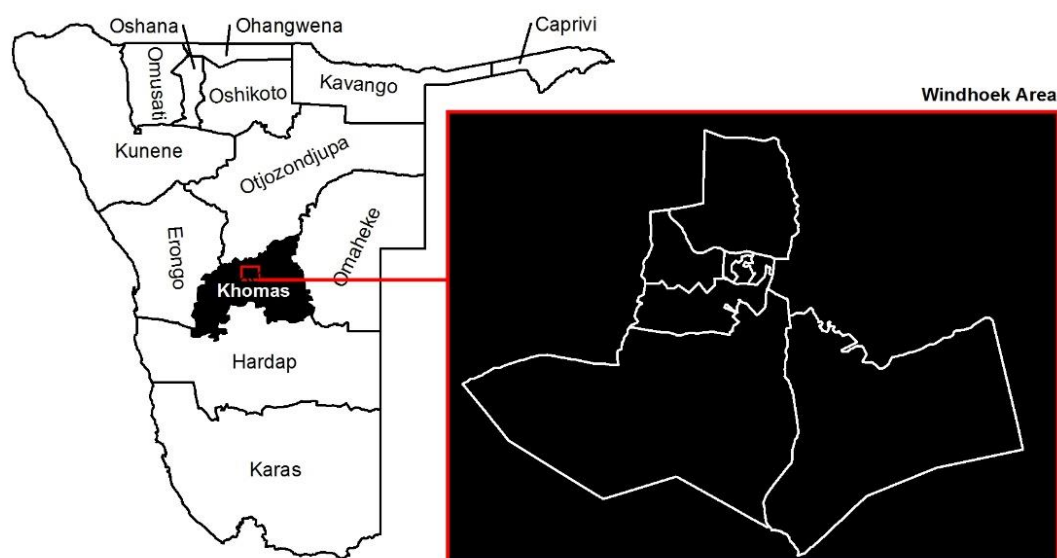 Oshana
Ohangwena
Caprivi
Omusati
Oshikoto
Kavango
Windhoek Area
Kunene
Otjozondjupa
Erongo
Omaheke
Khomas
Hardap
Karas